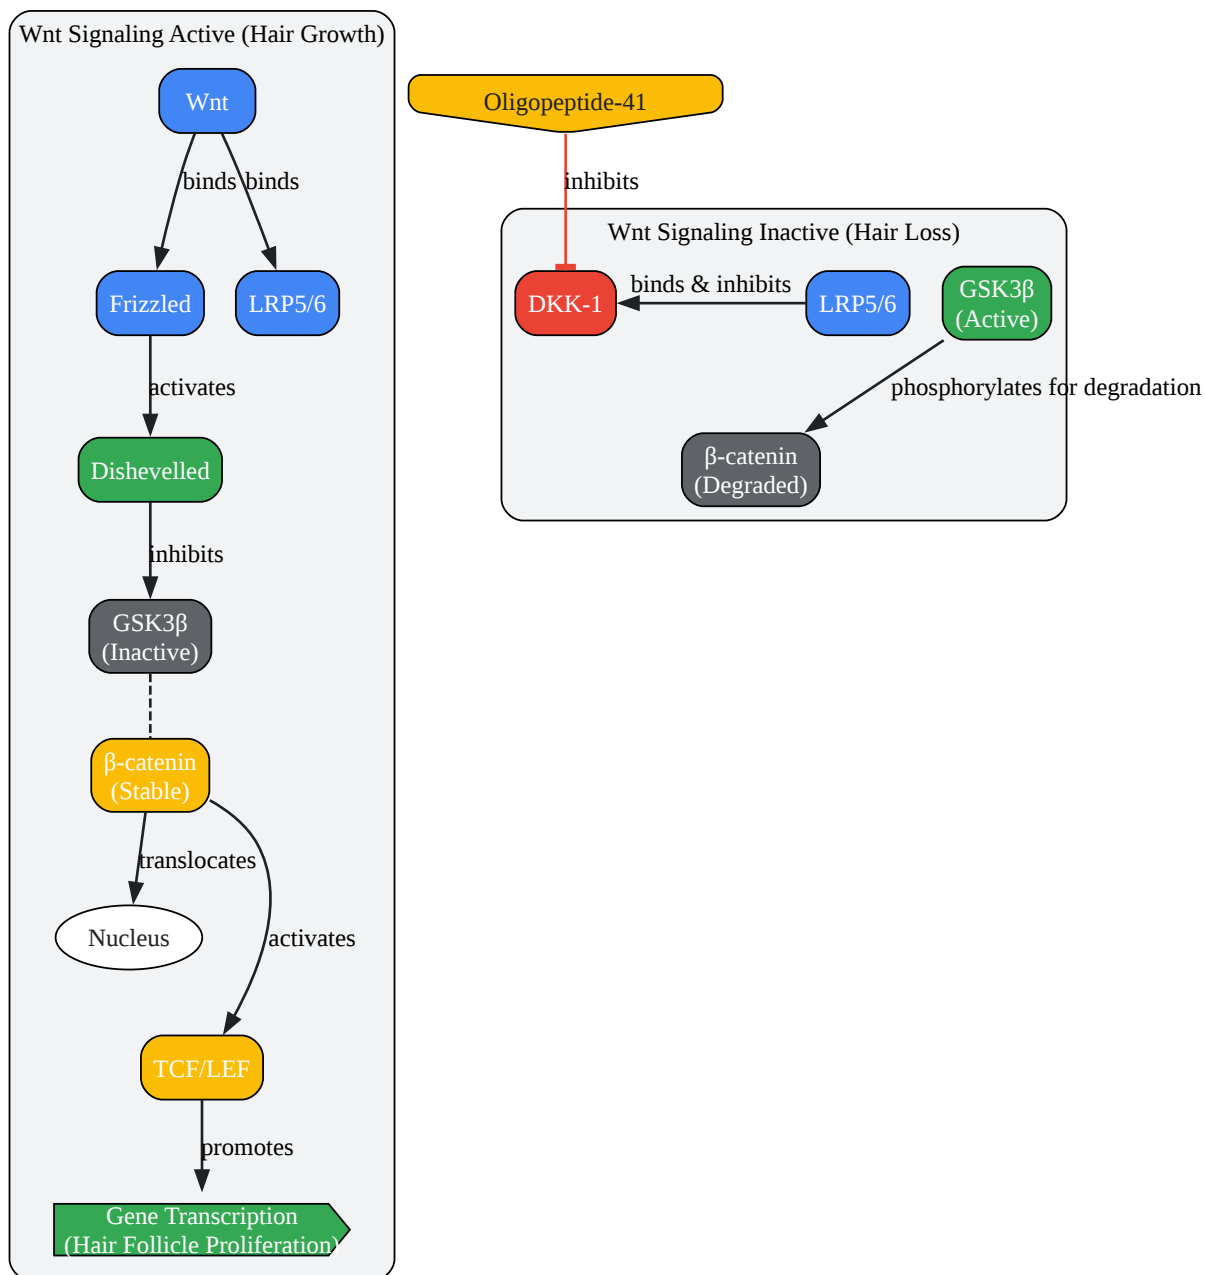 Wnt Signaling Active (Hair Growth)
Wnt
binds
binds
Frizzled
LRP5/6
activates
Dishevelled
inhibits
GSK3β
(Inactive)
β-catenin
(Stable)
translocates
Nucleus
activates
TCF/LEF
promotes
Gene Transcription
(Hair Follicle Proliferation)
Oligopeptide-41
inhibits
Wnt Signaling Inactive (Hair Loss)
DKK-1
binds & inhibits
LRP5/6
GSK3β
(Active)
phosphorylates for degradation
β-catenin
(Degraded)